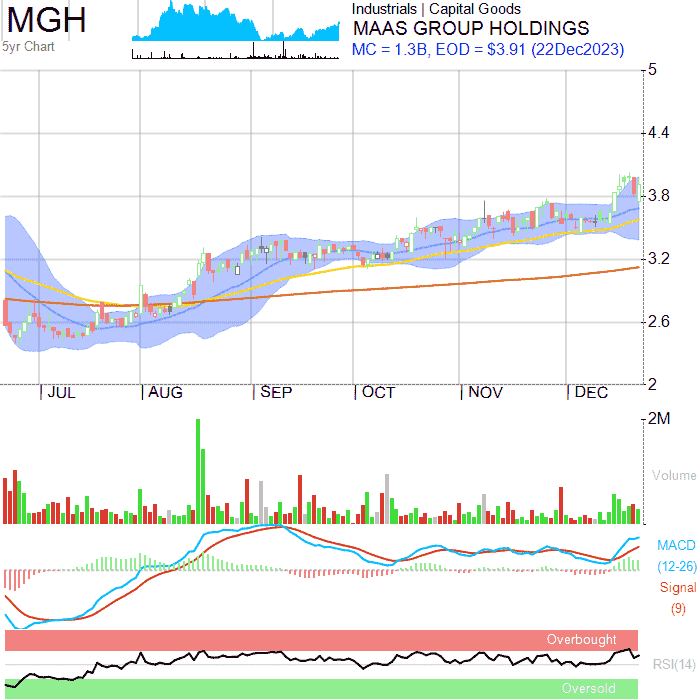 MGH
5yr Chart
Industrials | Capital Goods
MAAS GROUP HOLDINGS
MC = 1.3B, EOD = $3.91 (22Dec2023)
5
4.4
3.8
3.2
2.6
2
JUL AUG SEP OCT NOV DEC
2M
Volume
MACD
(12-26)
Signal
(9)
Overbought
RSI(14)
Oversold